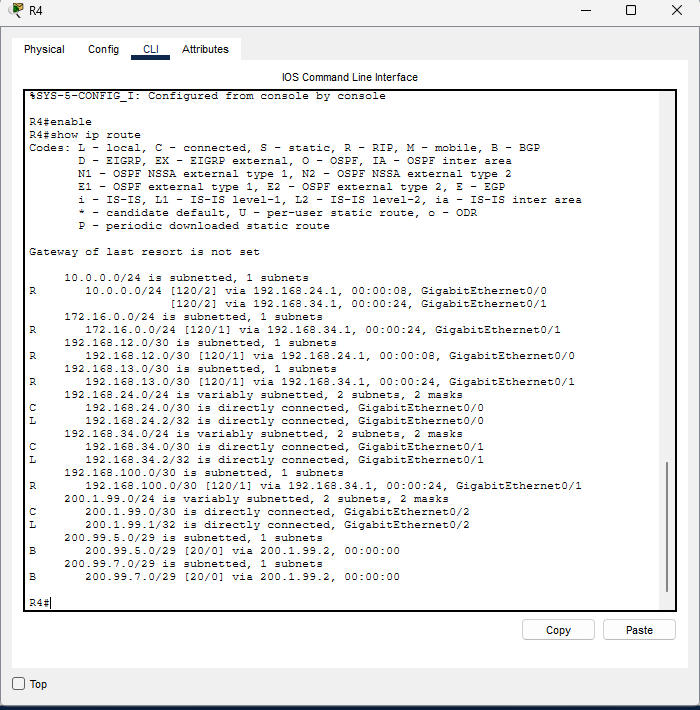 R4
Physical Config CLI Attributes
IOS Command Line Interface
%SYS-5-CONFIG_I: Configured from console by console
R4#enable
R4#show ip route
Codes: L - local, C - connected, S - static, R - RIP, M - mobile, B - BGP
D - EIGRP, EX - EIGRP external, O - OSPF, IA - OSPF inter area
N1 - OSPF NSSA external type 1, N2 - OSPF NSSA external type 2
E1 - OSPF external type 1, E2 - OSPF external type 2, E - EGP
i - IS-IS, L1 - IS-IS level-1, L2 - IS-IS level-2, ia - IS-IS inter area
* - candidate default, U - per-user static route, o - ODR
P - periodic downloaded static route
Gateway of last resort is not set
10.0.0.0/24 is subnetted, 1 subnets
R 10.0.0.0/24 [120/2] via 192.168.24.1, 00:00:08, GigabitEthernet0/0
[120/2] via 192.168.34.1, 00:00:24, GigabitEthernet0/1
172.16.0.0/24 is subnetted, 1 subnets
R 172.16.0.0/24 [120/1] via 192.168.34.1, 00:00:24, GigabitEthernet0/1
192.168.12.0/30 is subnetted, 1 subnets
R 192.168.12.0/30 [120/1] via 192.168.24.1, 00:00:08, GigabitEthernet0/0
192.168.13.0/30 is subnetted, 1 subnets
R 192.168.13.0/30 [120/1] via 192.168.34.1, 00:00:24, GigabitEthernet0/1
192.168.24.0/24 is variably subnetted, 2 subnets, 2 masks
C 192.168.24.0/30 is directly connected, GigabitEthernet0/0
L 192.168.24.2/32 is directly connected, GigabitEthernet0/0
192.168.34.0/24 is variably subnetted, 2 subnets, 2 masks
C 192.168.34.0/30 is directly connected, GigabitEthernet0/1
L 192.168.34.2/32 is directly connected, GigabitEthernet0/1
192.168.100.0/30 is subnetted, 1 subnets
R 192.168.100.0/30 [120/1] via 192.168.34.1, 00:00:24, GigabitEthernet0/1
200.1.99.0/24 is variably subnetted, 2 subnets, 2 masks
C 200.1.99.0/30 is directly connected, GigabitEthernet0/2
L 200.1.99.1/32 is directly connected, GigabitEthernet0/2
200.99.5.0/29 is subnetted, 1 subnets
B 200.99.5.0/29 [20/0] via 200.1.99.2, 00:00:00
200.99.7.0/29 is subnetted, 1 subnets
B 200.99.7.0/29 [20/0] via 200.1.99.2, 00:00:00
R4#
Copy Paste
Top